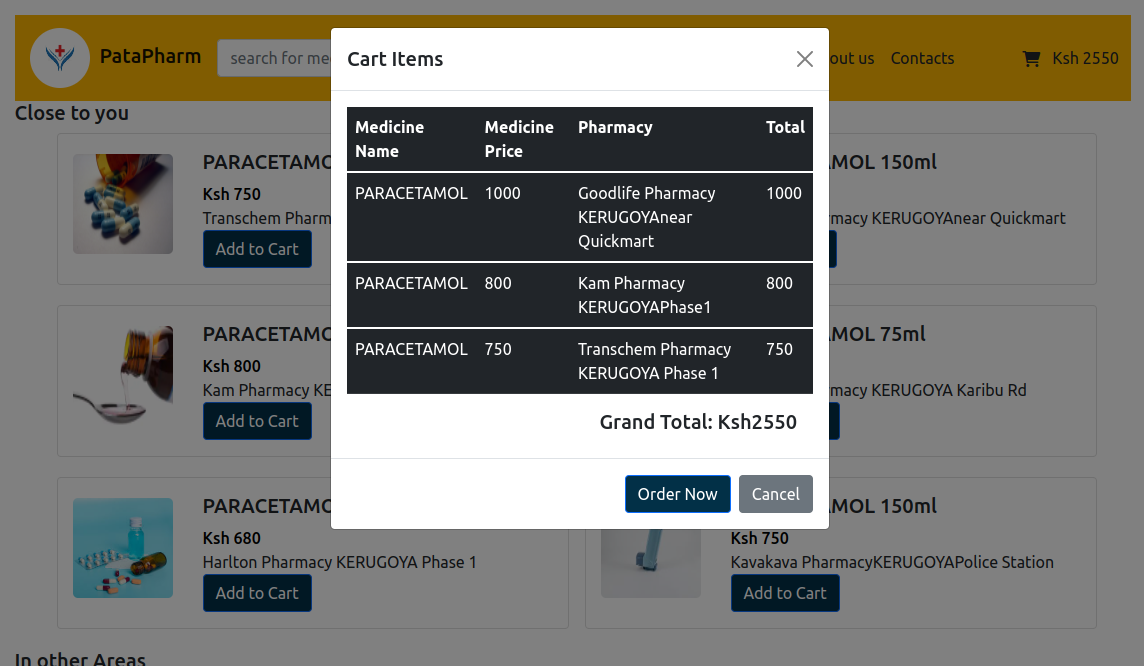 PataPharm
search for me
out us
Contacts
Ksh 2550
Close to you
Cart Items
Medicine Name
Medicine Price
Pharmacy
Total
PARACETAMOL
1000
Goodlife Pharmacy
KERUGOYAnear
Quickmart
1000
PARACETAMOL
800
Kam Pharmacy
KERUGOYAPhase1
800
PARACETAMOL
750
Transchem Pharmacy
KERUGOYA Phase 1
750
Grand Total: Ksh2550
Order Now
Cancel
PARACETAMO
Ksh 750
Transchem Pharm
Add to Cart
AMOL 150ml
macy KERUGOYAnear Quickmart
PARACETAMO
Ksh 800
Kam Pharmacy KE
Add to Cart
AMOL 75ml
macy KERUGOYA Karibu Rd
PARACETAMO
Ksh 680
Harlton Pharmacy KERUGOYA Phase 1
Add to Cart
AMOL 150ml
Ksh 750
Kavakava PharmacyKERUGOYAPolice Station
Add to Cart
In other Areas